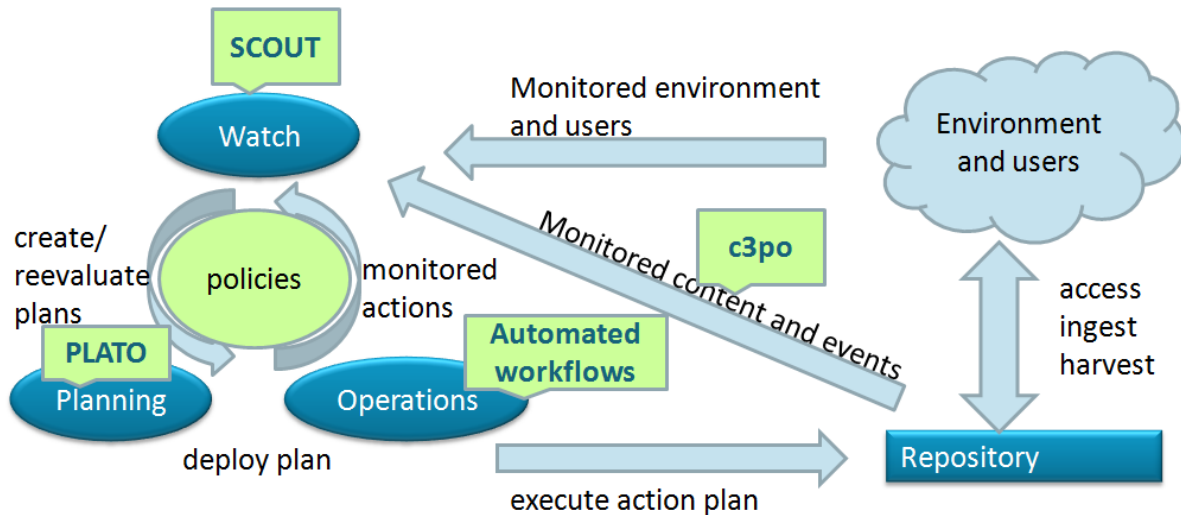 SCOUT
Watch
Monitored environment
and users
Environment
and users
create/
reevaluate
plans
policies
monitored
actions
Monitored content and events
c3po
access
ingest
harvest
PLATO
Planning
Automated
workflows
Operations
deploy plan
execute action plan
Repository